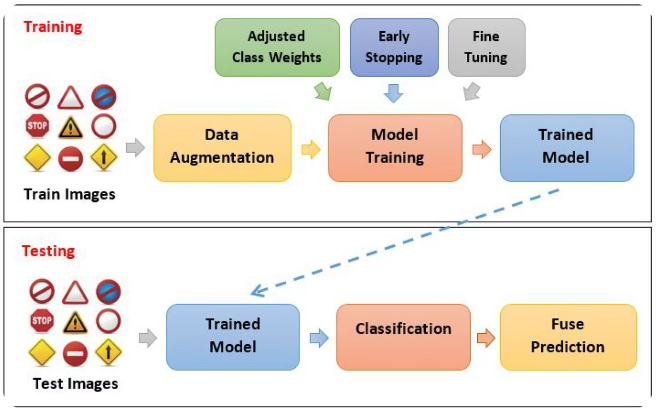 Training
Adjusted
Class Weights
Early
Stopping
Fine
Tuning
STOP
Train Images
Data
Augmentation
Model
Training
Trained
Model
Testing
STOP
Test Images
Trained
Model
Classification
Fuse
Prediction